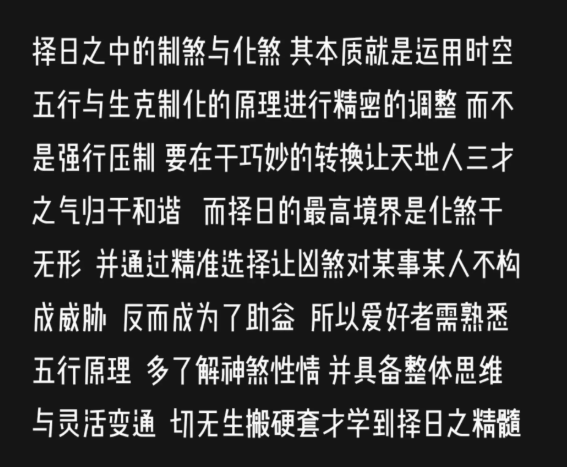 择日之中的制煞与化煞 其本质就是运用时空
五行与生克制化的原理进行精密的调整 而不
是强行压制 要在干巧妙的转换让天地人三才
之气归干和谐 而择日的最高境界是化煞干
无形 并通过精准选择让凶煞对某事某人不构
成威胁 反而成为了助益 所以爱好者需熟悉
五行原理 多了解神煞性情 并具备整体思维
与灵活变通 切无生搬硬套才学到择日之精髓